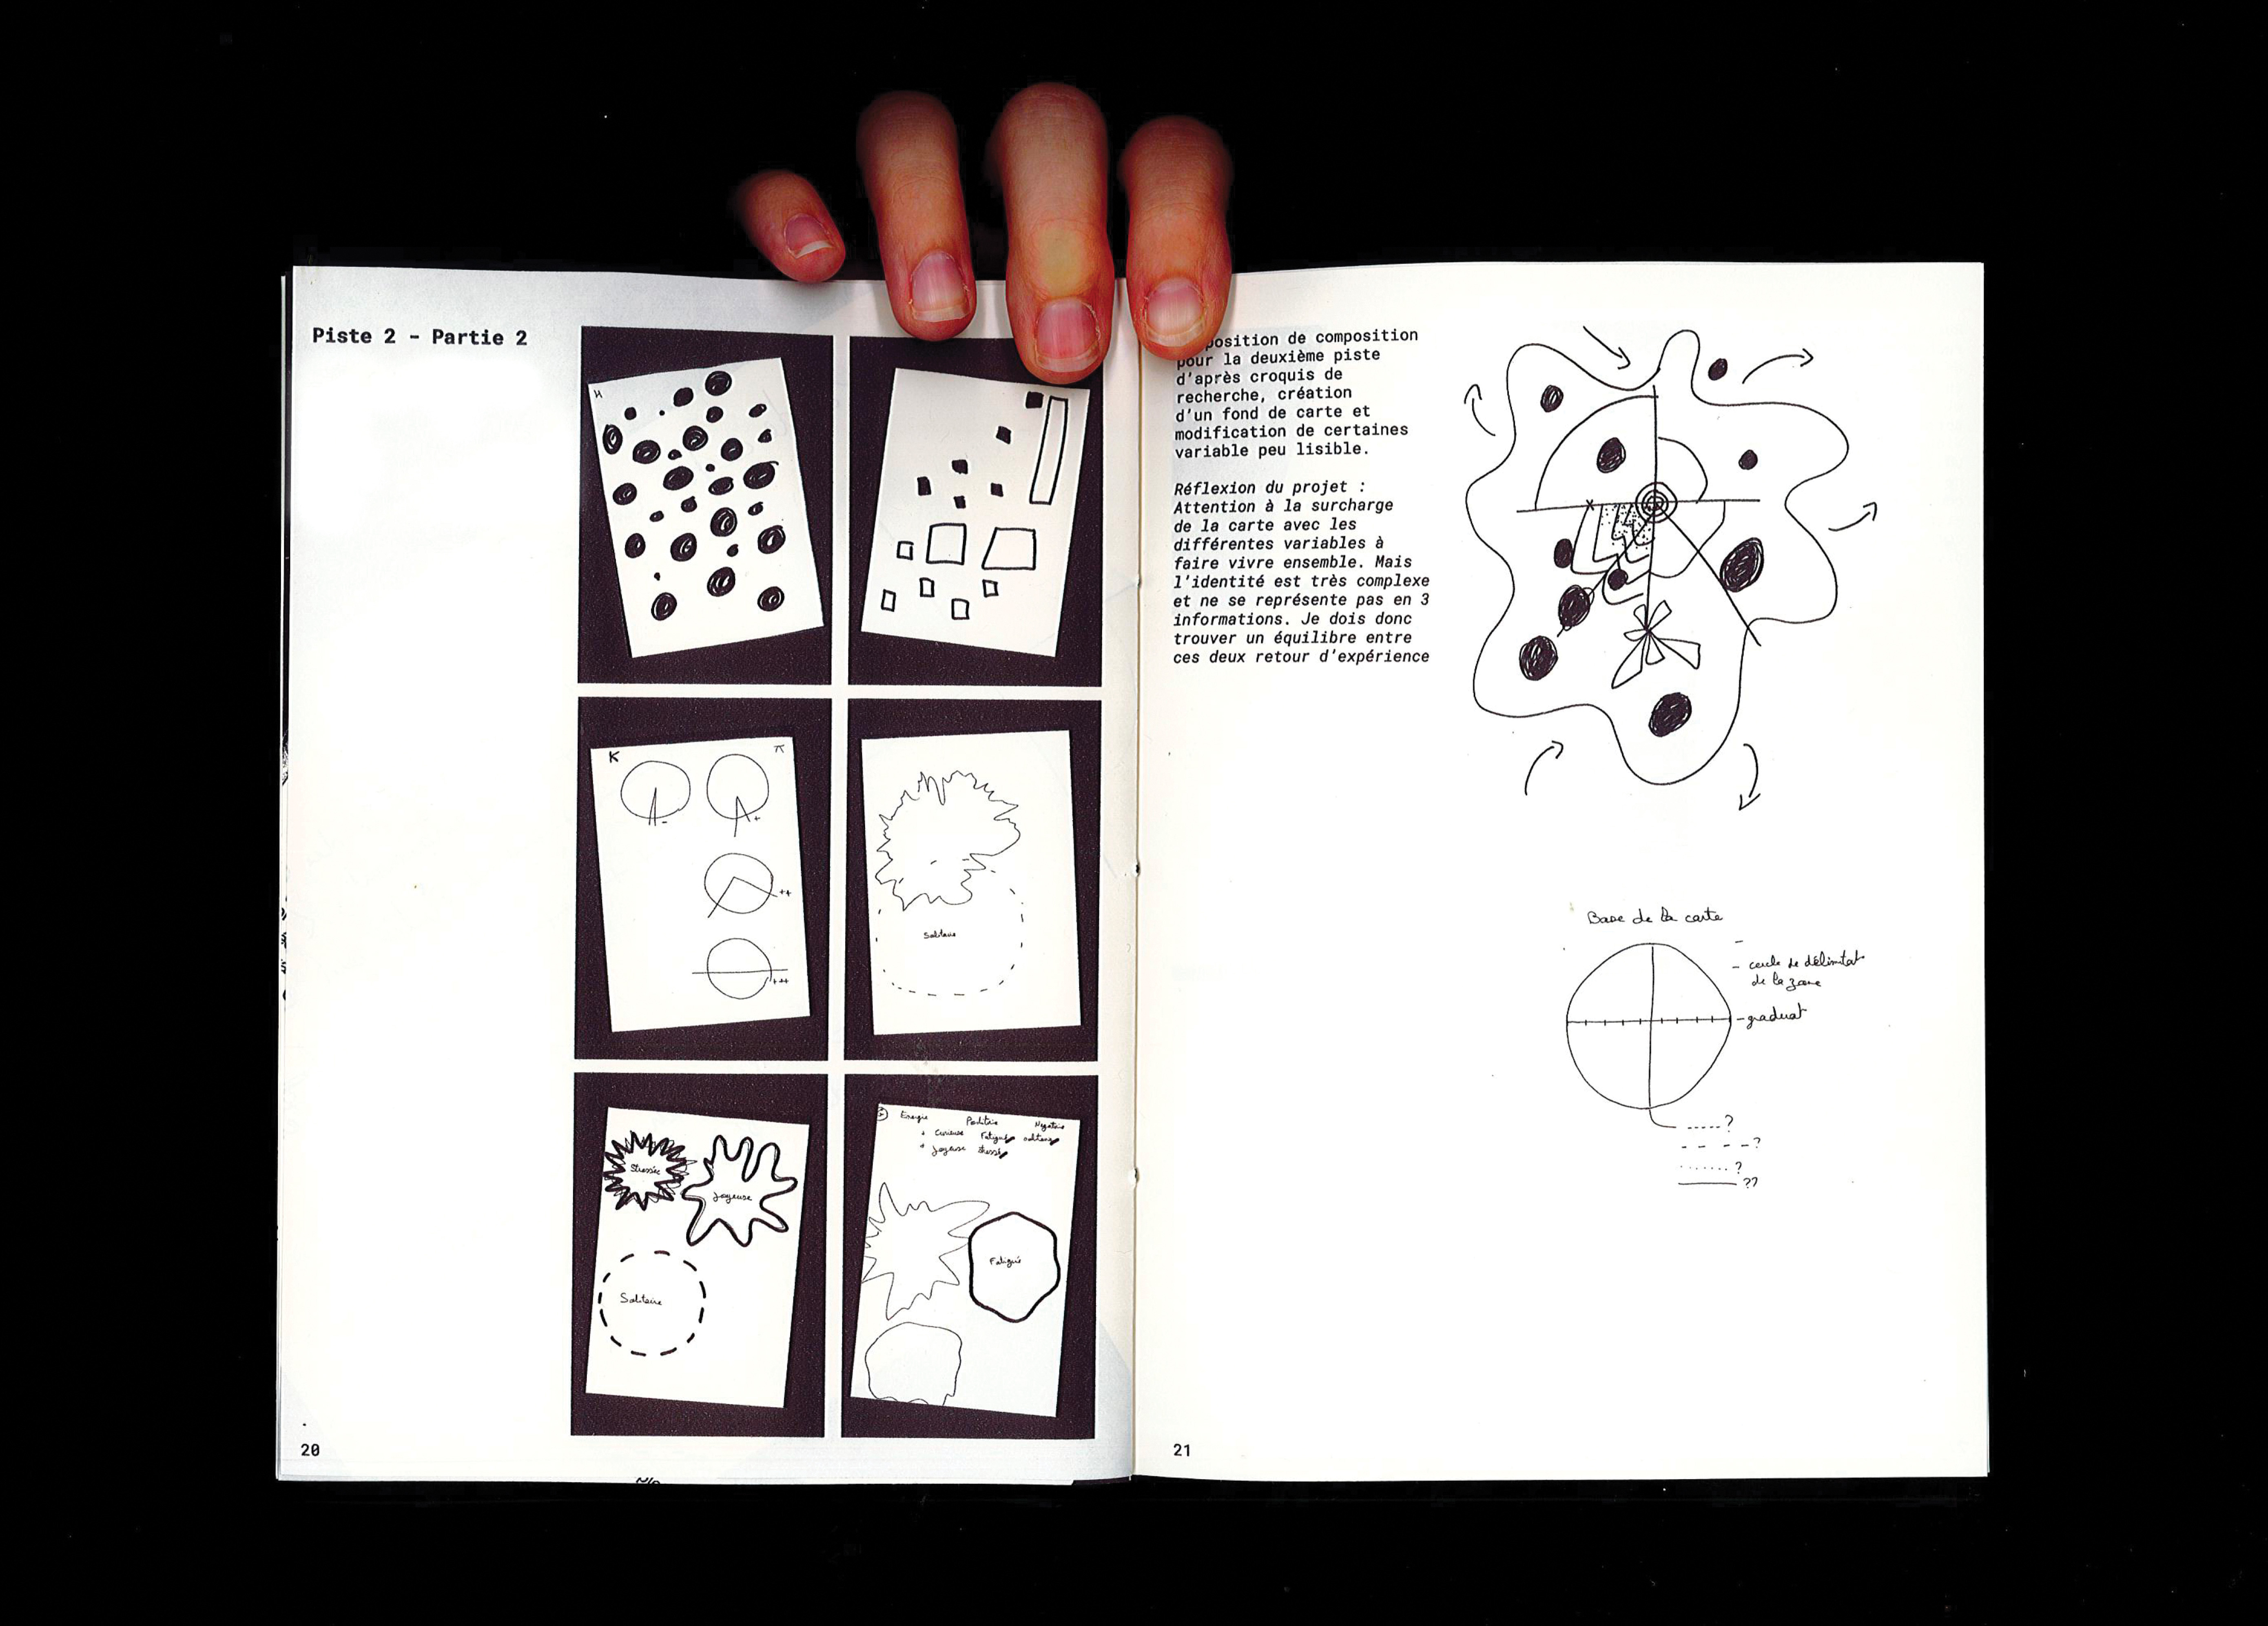 Piste 2 - Partie 2
H
K
π
-
+
++
+++
Solitaire
Stressée
Joyeuse
Solitaire
Energie
Positive
Négative
+ Curieuse Fatigué solitaire
+ Joyeuse stressé
Fatigué
20
position de composition
pour la deuxième piste
d'après croquis de
recherche, création
d'un fond de carte et
modification de certaines
variable peu lisible.
Réflexion du projet :
Attention à la surcharge
de la carte avec les
différentes variables à
faire vivre ensemble. Mais
l'identité est très complexe
et ne se représente pas en 3
informations. Je dois donc
trouver un équilibre entre
ces deux retour d'expérience
Base de la carte
- cercle de délimitat
de la zone
- graduat
?
?
?
??
21